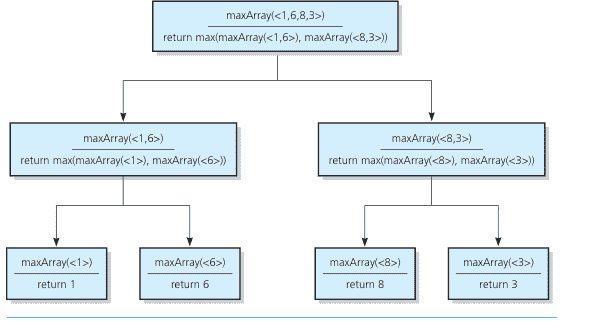 maxArray(<1,6,8,3>)
return max(maxArray(<1,6>), maxArray(<8,3>))
maxArray(<1,6>)
return max(maxArray(<1>), maxArray(<6>))
maxArray(<8,3>)
return max(maxArray(<8>), maxArray(<3>))
maxArray(<1>)
return 1
maxArray(<6>)
return 6
maxArray(<8>)
return 8
maxArray(<3>)
return 3